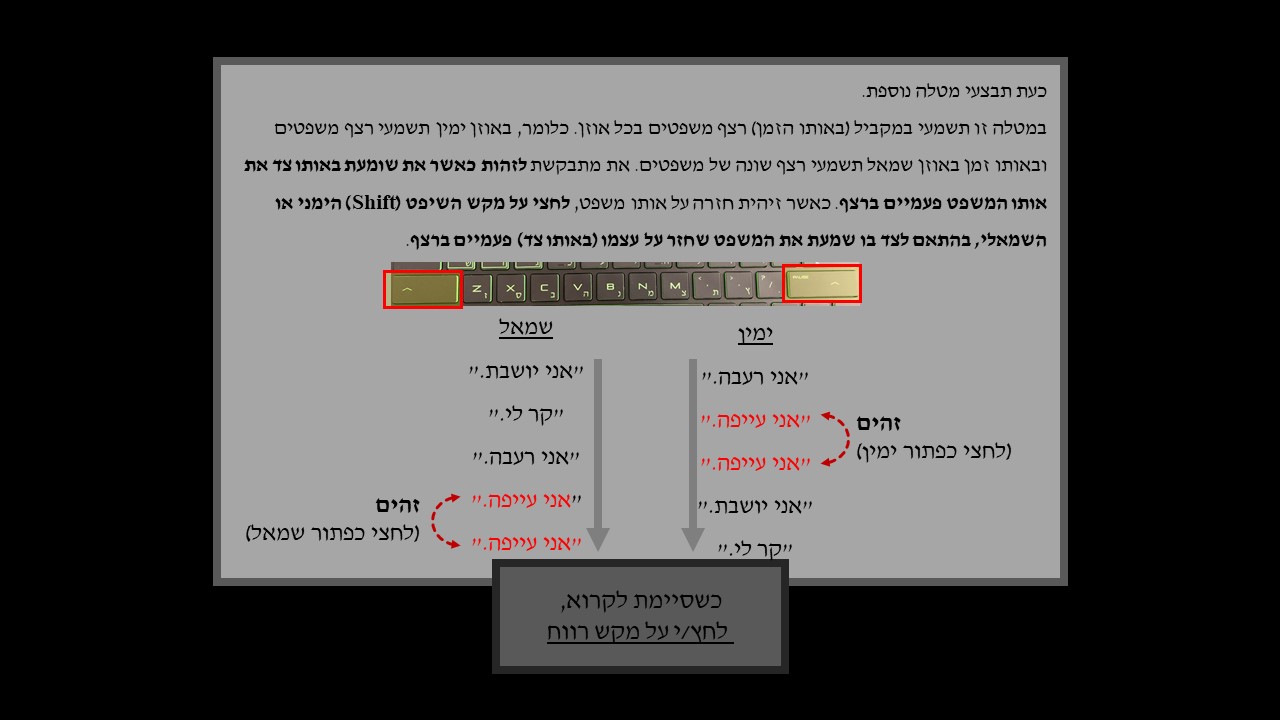 כעת תבצעי מטלה נוספת.
במטלה זו תשמעי במקביל (באותו הזמן) רצף משפטים בכל אוזן. כלומר, באוזן ימין תשמעי רצף משפטים
ובאותו זמן באוזן שמאל תשמעי רצף שונה של משפטים. את מתבקשת לזהות כאשר את שומעת באותו צד את
אותו המשפט פעמיים ברצף. כאשר זיהית חזרה על אותו משפט, לחצי על מקש השיפט (Shift) הימני או
השמאלי, בהתאם לצד בו שמעת את המשפט שחזר על עצמו (באותו צד) פעמיים ברצף.
Z ז X ס C ב V ה B נ N מ M צ ת ץ
ימין
"אני רעבה."
"אני עייפה."
"אני עייפה."
"אני יושבת."
"קר לי."
זהים
(לחצי כפתור ימין)
שמאל
"אני יושבת."
"קר לי."
"אני רעבה."
"אני עייפה."
"אני עייפה."
זהים
(לחצי כפתור שמאל)
כשסיימת לקרוא,
לחץ/י על מקש רווח